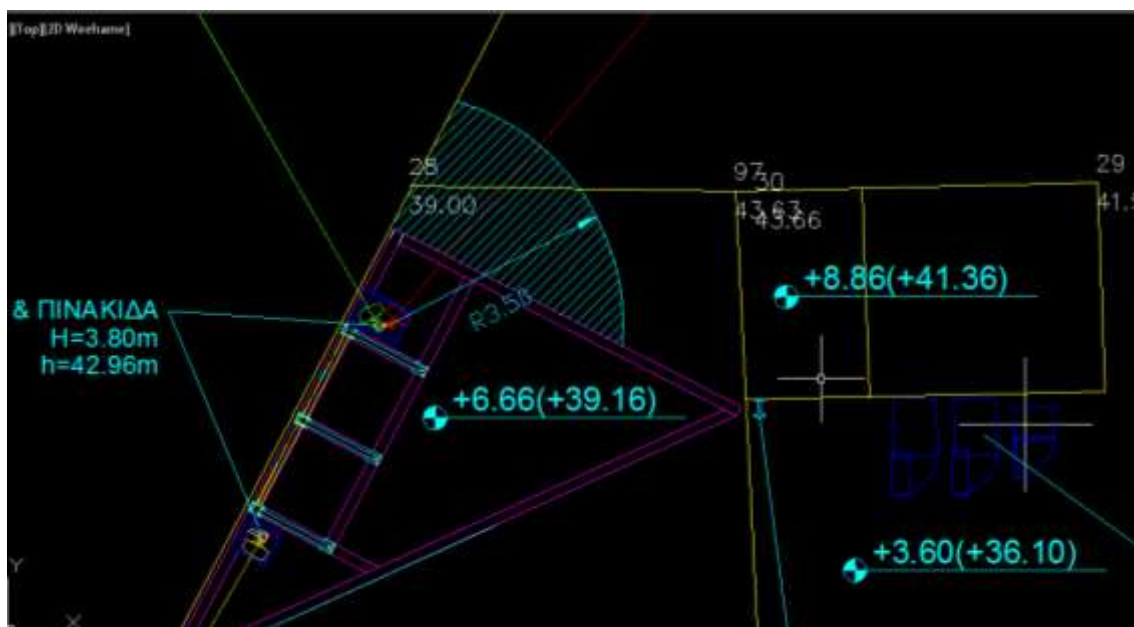 ][Top][2D Wireframe]
28
39.00
97
30
43.63
43.66
29
+8.86(+41.36)
R3.58
& ΠΙΝΑΚΙΔΑ
H=3.80m
h=42.96m
+6.66(+39.16)
+3.60(+36.10)
Y
X